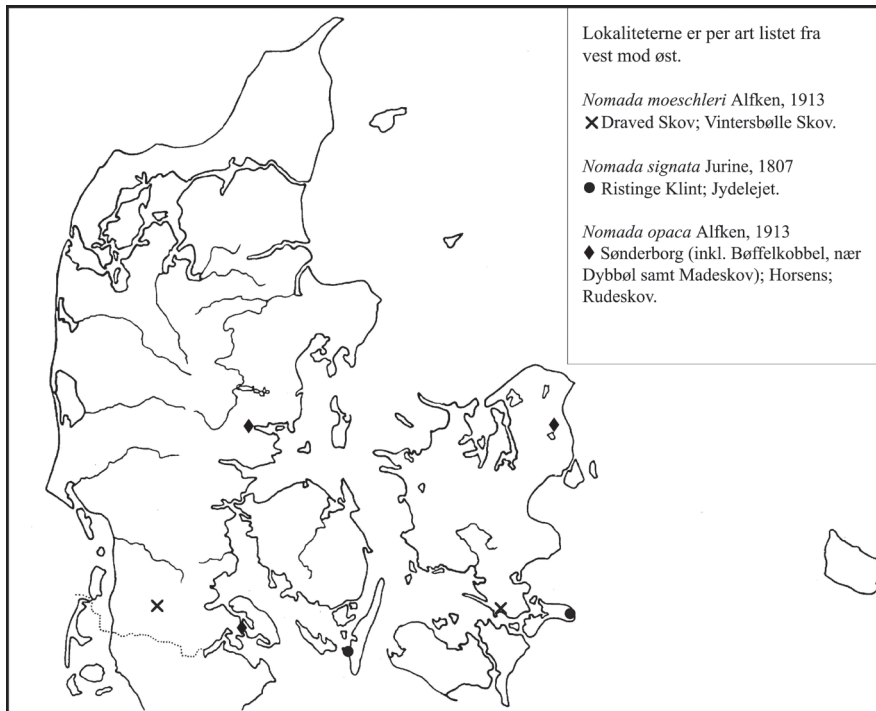 Lokaliteterne er per art listet fra
vest mod øst.
Nomada moeschleri Alfken, 1913
Draved Skov; Vintersbølle Skov.
Nomada signata Jurine, 1807
Ristinge Klint; Jydelejet.
Nomada opaca Alfken, 1913
Sønderborg (inkl. Bøffelkobbel, nær
Dybbøl samt Madeskov); Horsens;
Rudeskov.